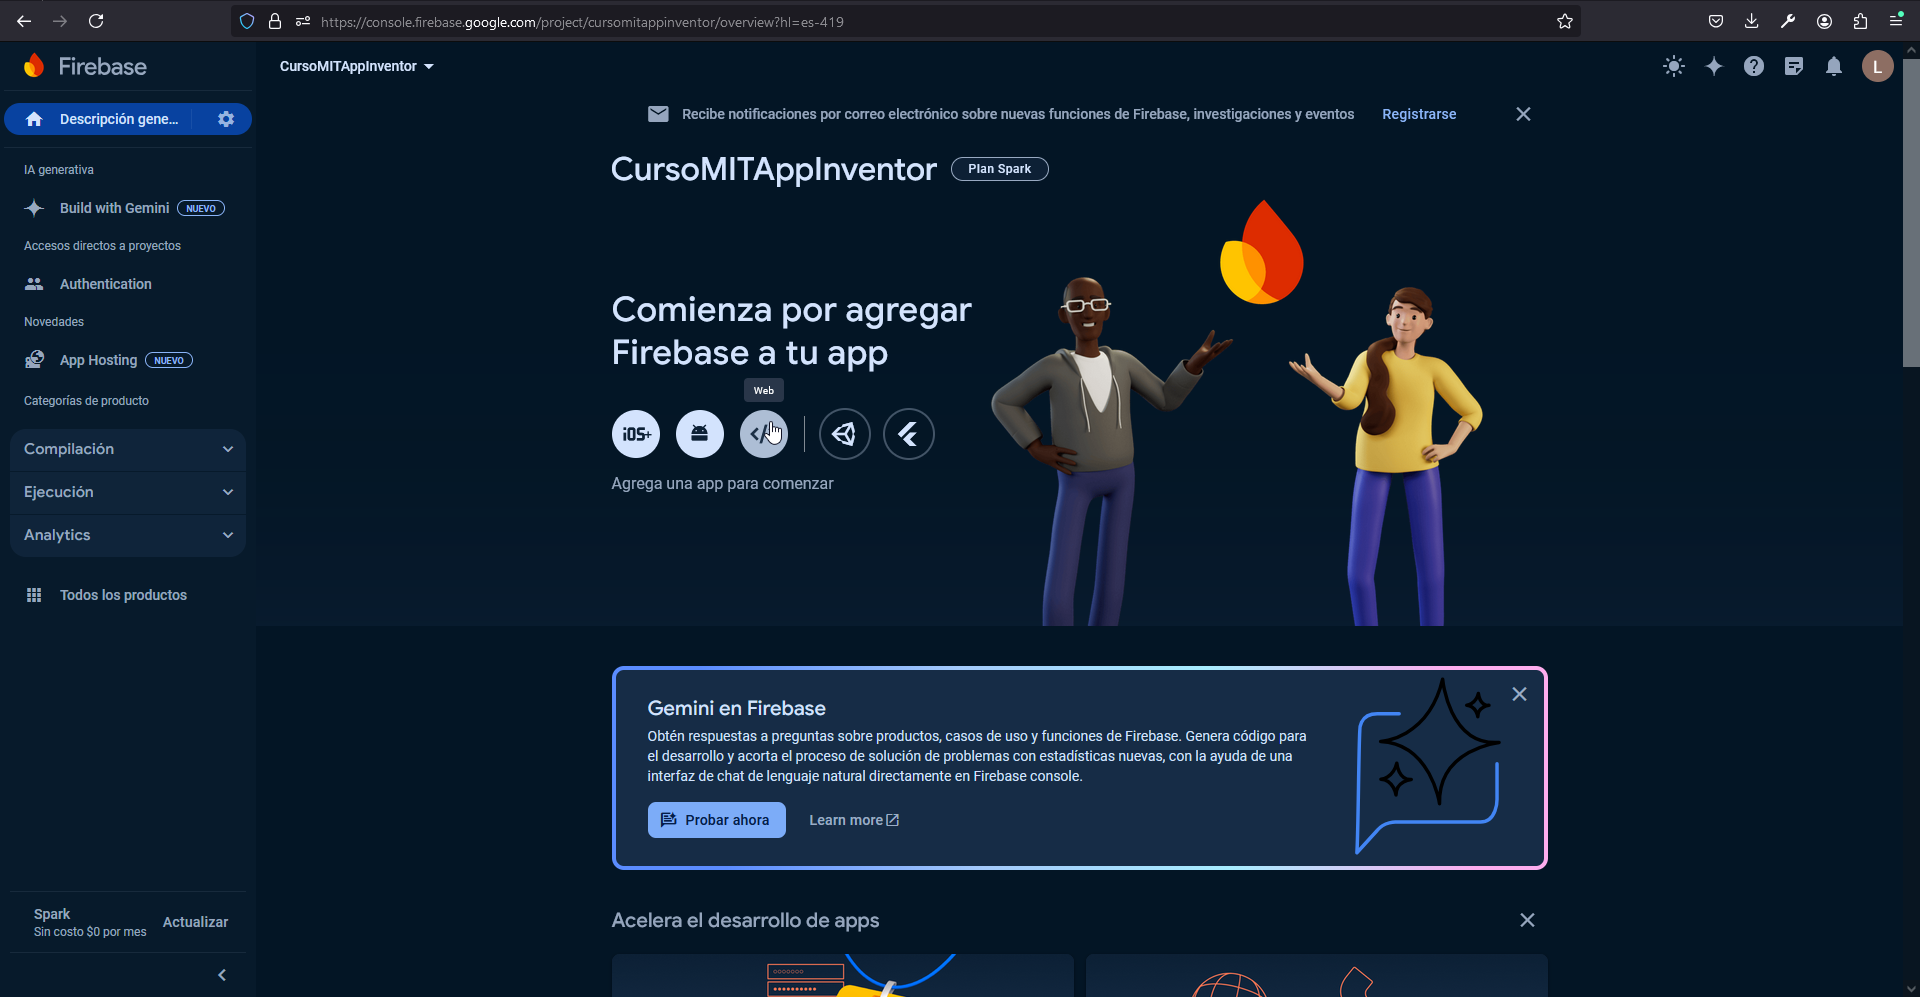 https://console.firebase.google.com/project/cursomitappinventor/overview?hl=es-419
Firebase
CursoMITAppInventor
L
Descripción gene...
Recibe notificaciones por correo electrónico sobre nuevas funciones de Firebase, investigaciones y eventos
Registrarse
IA generativa
Build with Gemini
NUEVO
Accesos directos a proyectos
Authentication
Novedades
App Hosting
NUEVO
Categorías de producto
Compilación
Ejecución
Analytics
Todos los productos
Spark
Sin costo $0 por mes
Actualizar
CursoMITAppInventor
Plan Spark
Comienza por agregar
Firebase a tu app
Web
iOS+
Agrega una app para comenzar
Gemini en Firebase
Obtén respuestas a preguntas sobre productos, casos de uso y funciones de Firebase. Genera código para
el desarrollo y acorta el proceso de solución de problemas con estadísticas nuevas, con la ayuda de una
interfaz de chat de lenguaje natural directamente en Firebase console.
Probar ahora
Learn more
Acelera el desarrollo de apps